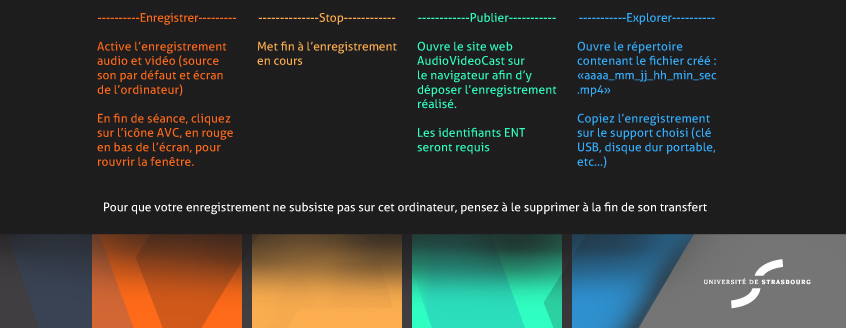 ----------Enregistrer---------
Active l'enregistrement
audio et vidéo (source
son par défaut et écran
de l'ordinateur)
En fin de séance, cliquez
sur l'icône AVC, en rouge
en bas de l'écran, pour
rouvrir la fenêtre.
--------------Stop------------
Met fin à l'enregistrement
en cours
------------Publier-----------
Ouvre le site web
AudioVideoCast sur
le navigateur afin d'y
déposer l'enregistrement
réalisé.
Les identifiants ENT
seront requis
-----------Explorer----------
Ouvre le répertoire
contenant le fichier créé :
«aaaa_mm_jj_hh_min_sec
.mp4»
Copiez l'enregistrement
sur le support choisi (clé
USB, disque dur portable,
etc...)
Pour que votre enregistrement ne subsiste pas sur cet ordinateur, pensez à le supprimer à la fin de son transfert
UNIVERSITÉ DE STRASBOURG